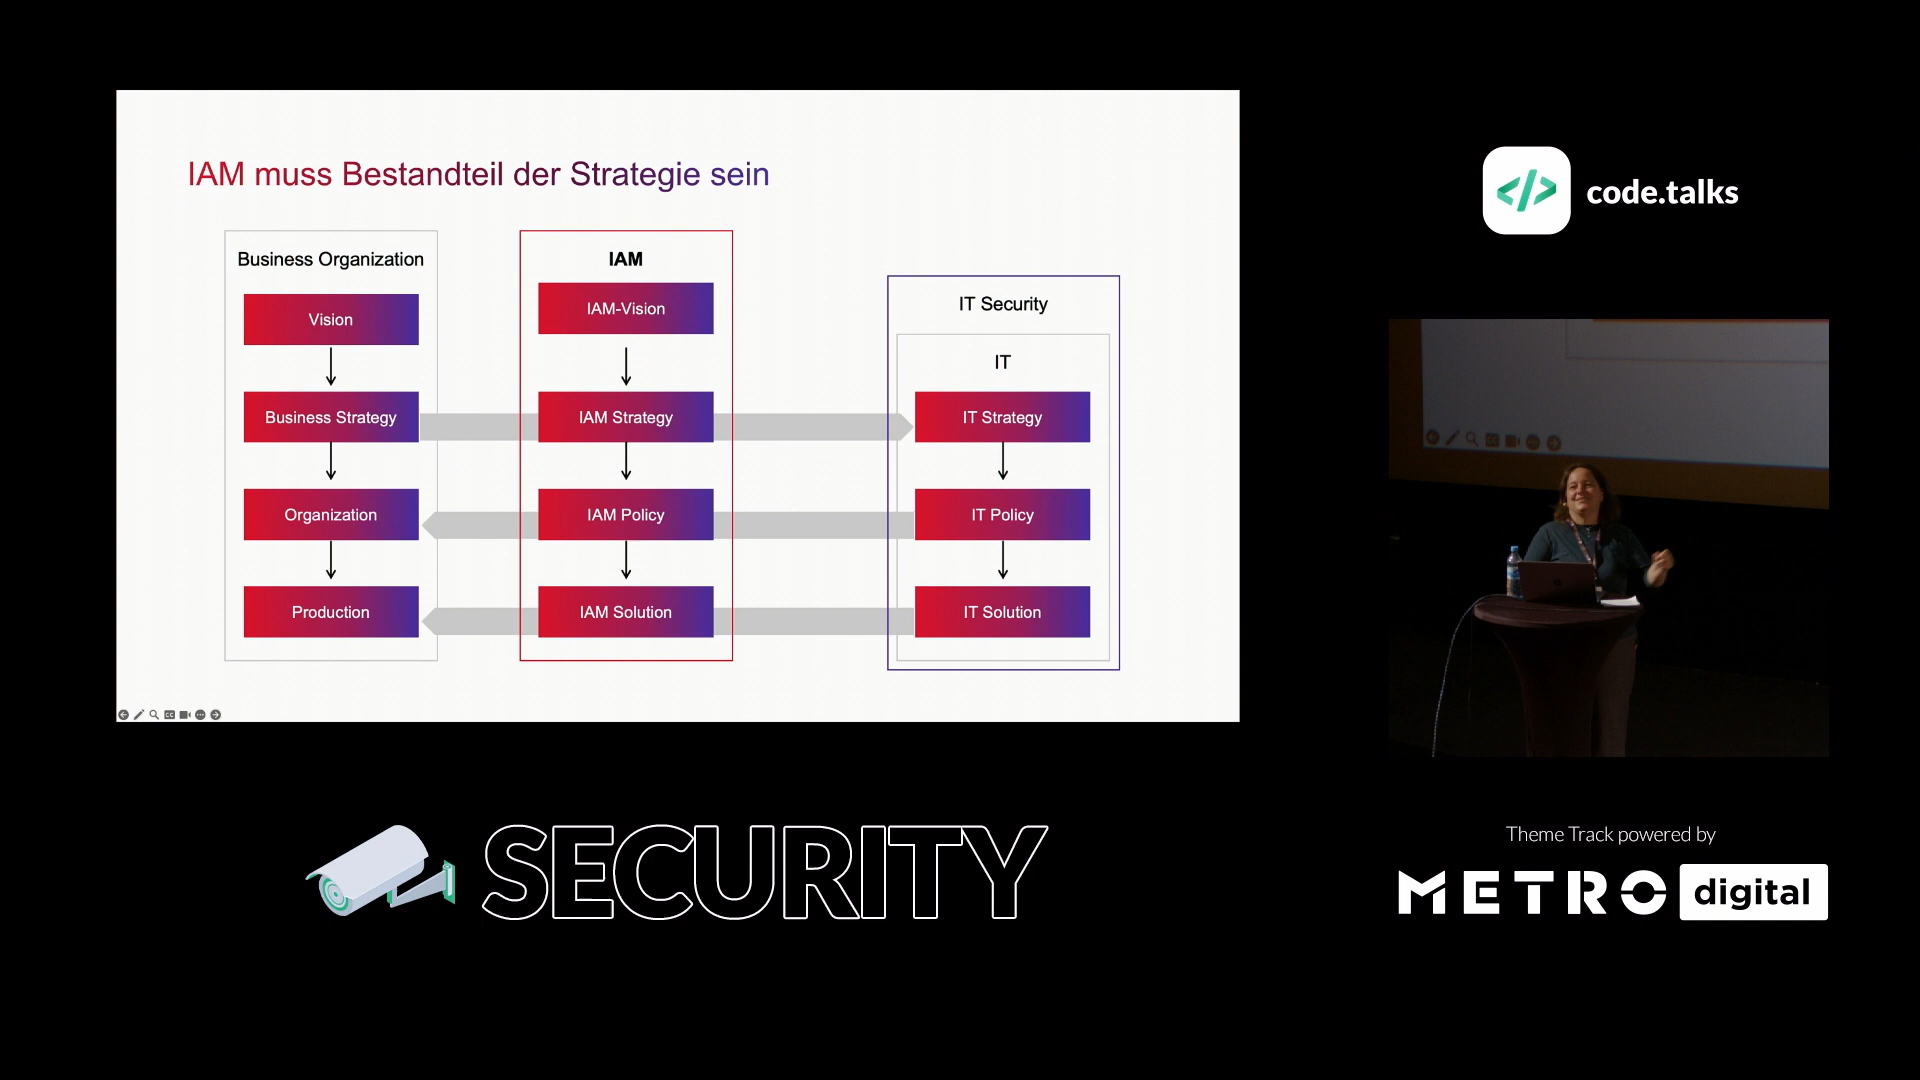 IAM muss Bestandteil der Strategie sein
Business Organization
Vision
Business Strategy
Organization
Production
IAM
IAM-Vision
IAM Strategy
IAM Policy
IAM Solution
IT Security
IT
IT Strategy
IT Policy
IT Solution
</> code.talks
SECURITY
Theme Track powered by
METRO digital